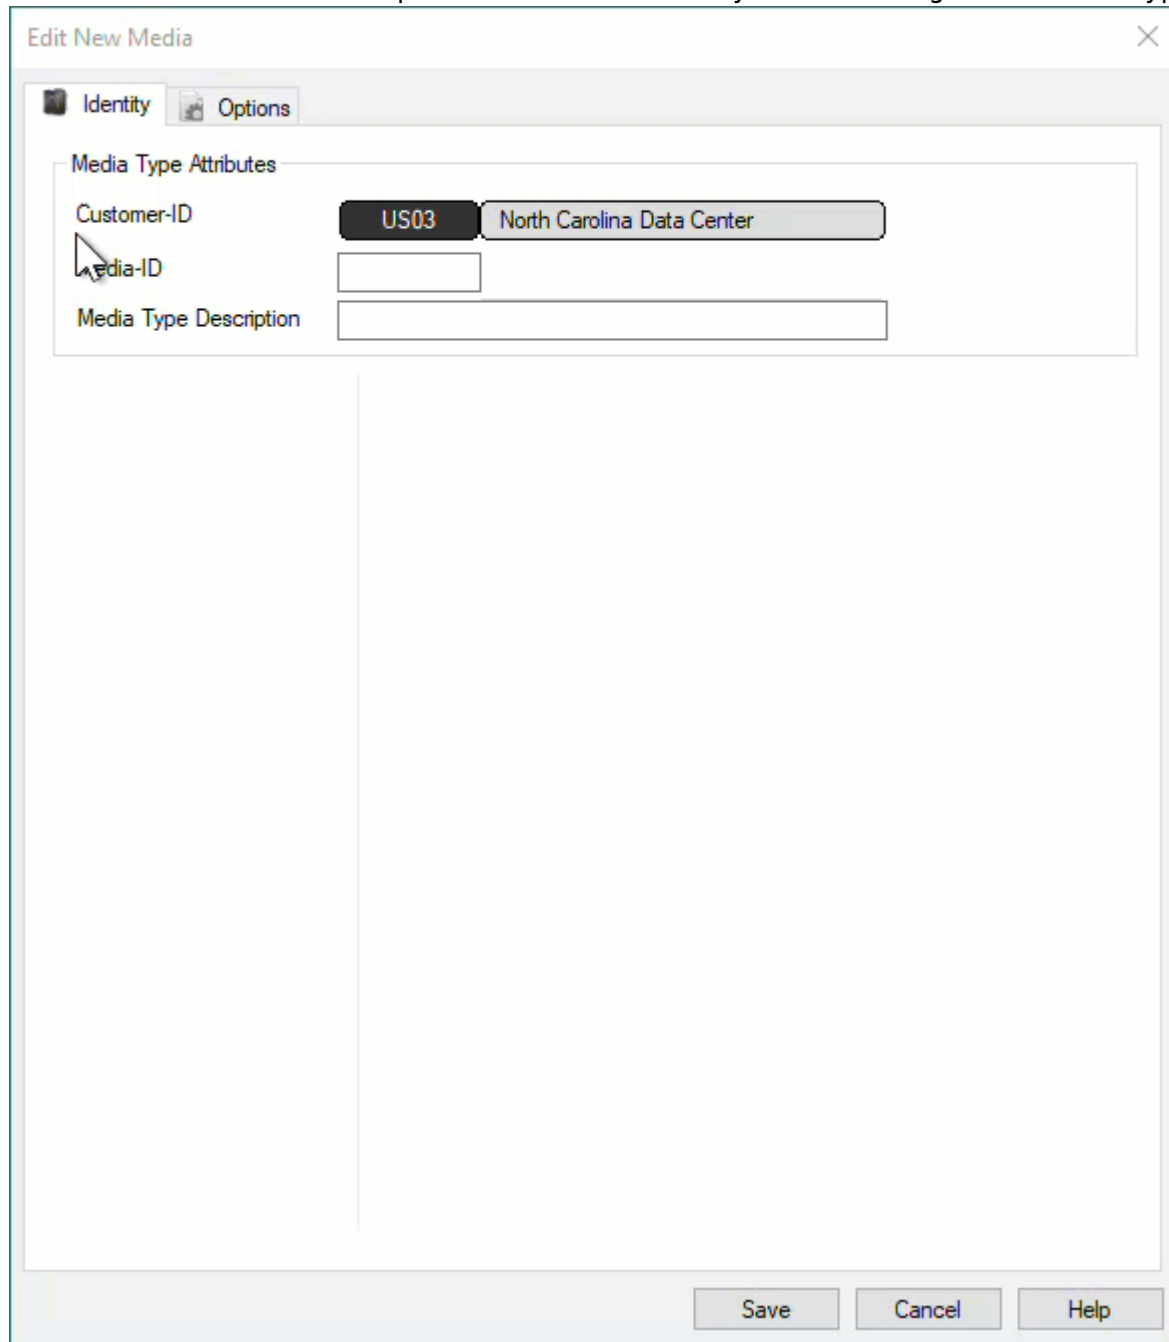 Edit New Media
Identity Options
Media Type Attributes
Customer-ID US03 North Carolina Data Center
edia-ID
Media Type Description
Save Cancel Help